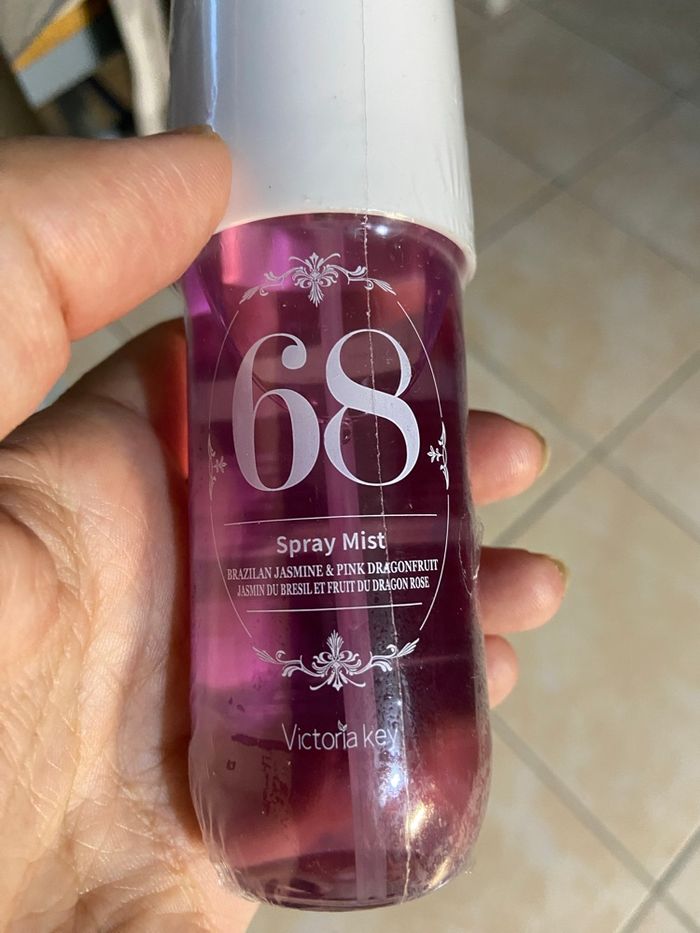 68
Spray Mist
BRAZILAN JASMINE & PINK DRAGONFRUIT
JASMIN DU BRESIL ET FRUIT DU DRAGON ROSE
Victoria key